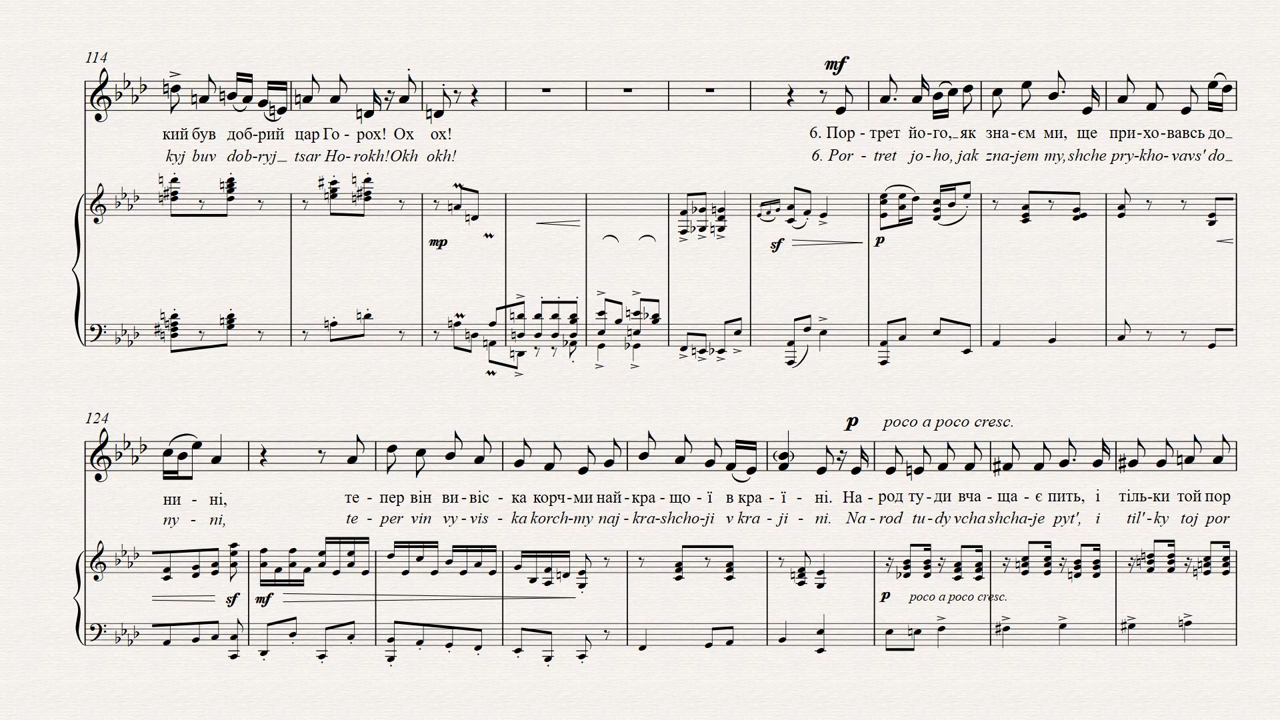 114
mf
кий був доб-рий цар Го - рох! Ох ох! 6. Пор - трет йо-го,_ як зна-єм ми, ще при-хо-вавсь до_
kyj buv dob-ryj_ tsar Ho-rokh! Okh okh! 6. Por - tret jo-ho, jak zna-jem my, shche pry-kho-vavs' do_
mp sf p
124
p poco a poco cresc.
ни - ні, те - пер він ви-віс - ка корч-ми най-кра-що-ї в кра - ї - ні. На-род ту-ди вча-ща-є пить, і тіль-ки той пор
ny - ni, te - per vin vy-vis - ka korch-my naj-kra-shcho-ji v kra-ji - ni. Na-rod tu-dy vcha shcha-je pyt', i til'-ky toj por
sf mf p poco a poco cresc.